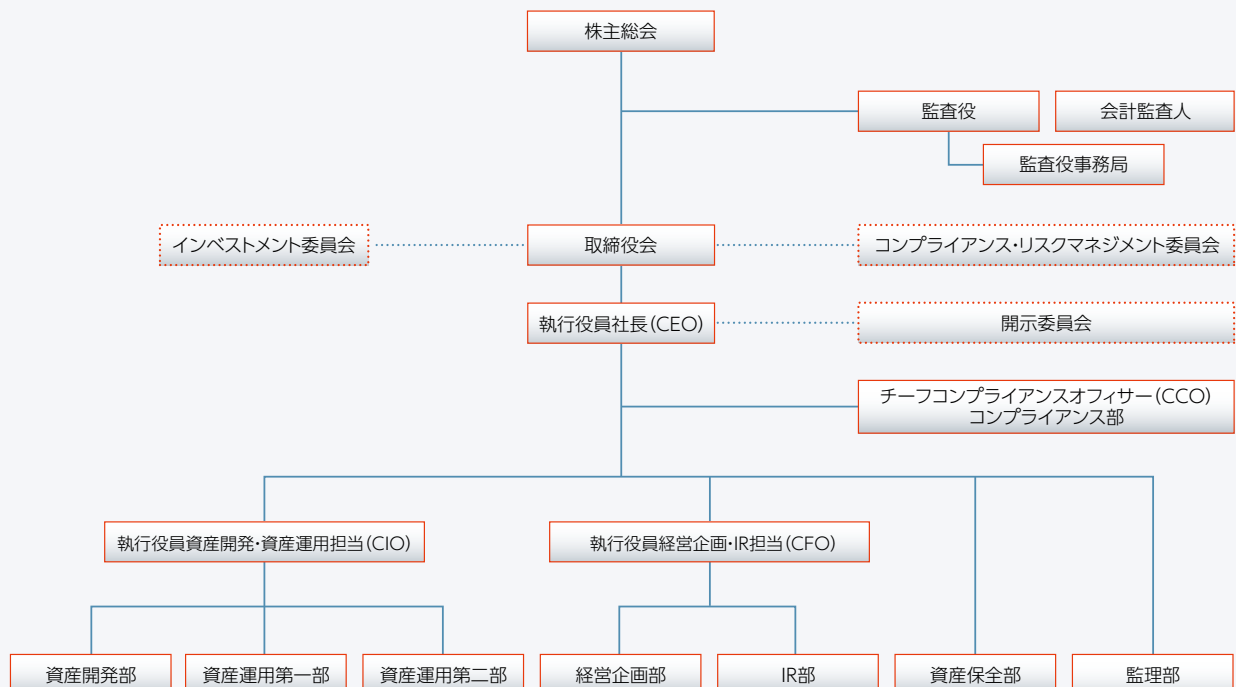 株主総会
監査役
会計監査人
監査役事務局
インベストメント委員会
取締役会
コンプライアンス・リスクマネジメント委員会
執行役員社長(CEO)
開示委員会
チーフコンプライアンスオフィサー(CCO)
コンプライアンス部
執行役員資産開発・資産運用担当(CIO)
執行役員経営企画・IR担当(CFO)
資産開発部
資産運用第一部
資産運用第二部
経営企画部
IR部
資産保全部
監理部